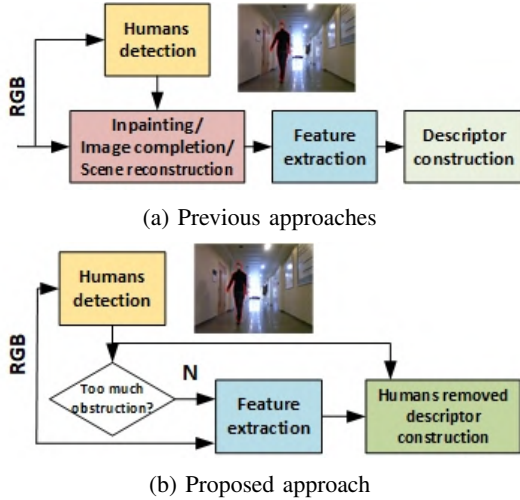 Humans
detection
RGB
Inpainting/
Image completion/
Scene reconstruction
Feature
extraction
Descriptor
construction
(a) Previous approaches
Humans
detection
RGB
Too much
obstruction?
N
Feature
extraction
Humans removed
descriptor
construction
(b) Proposed approach